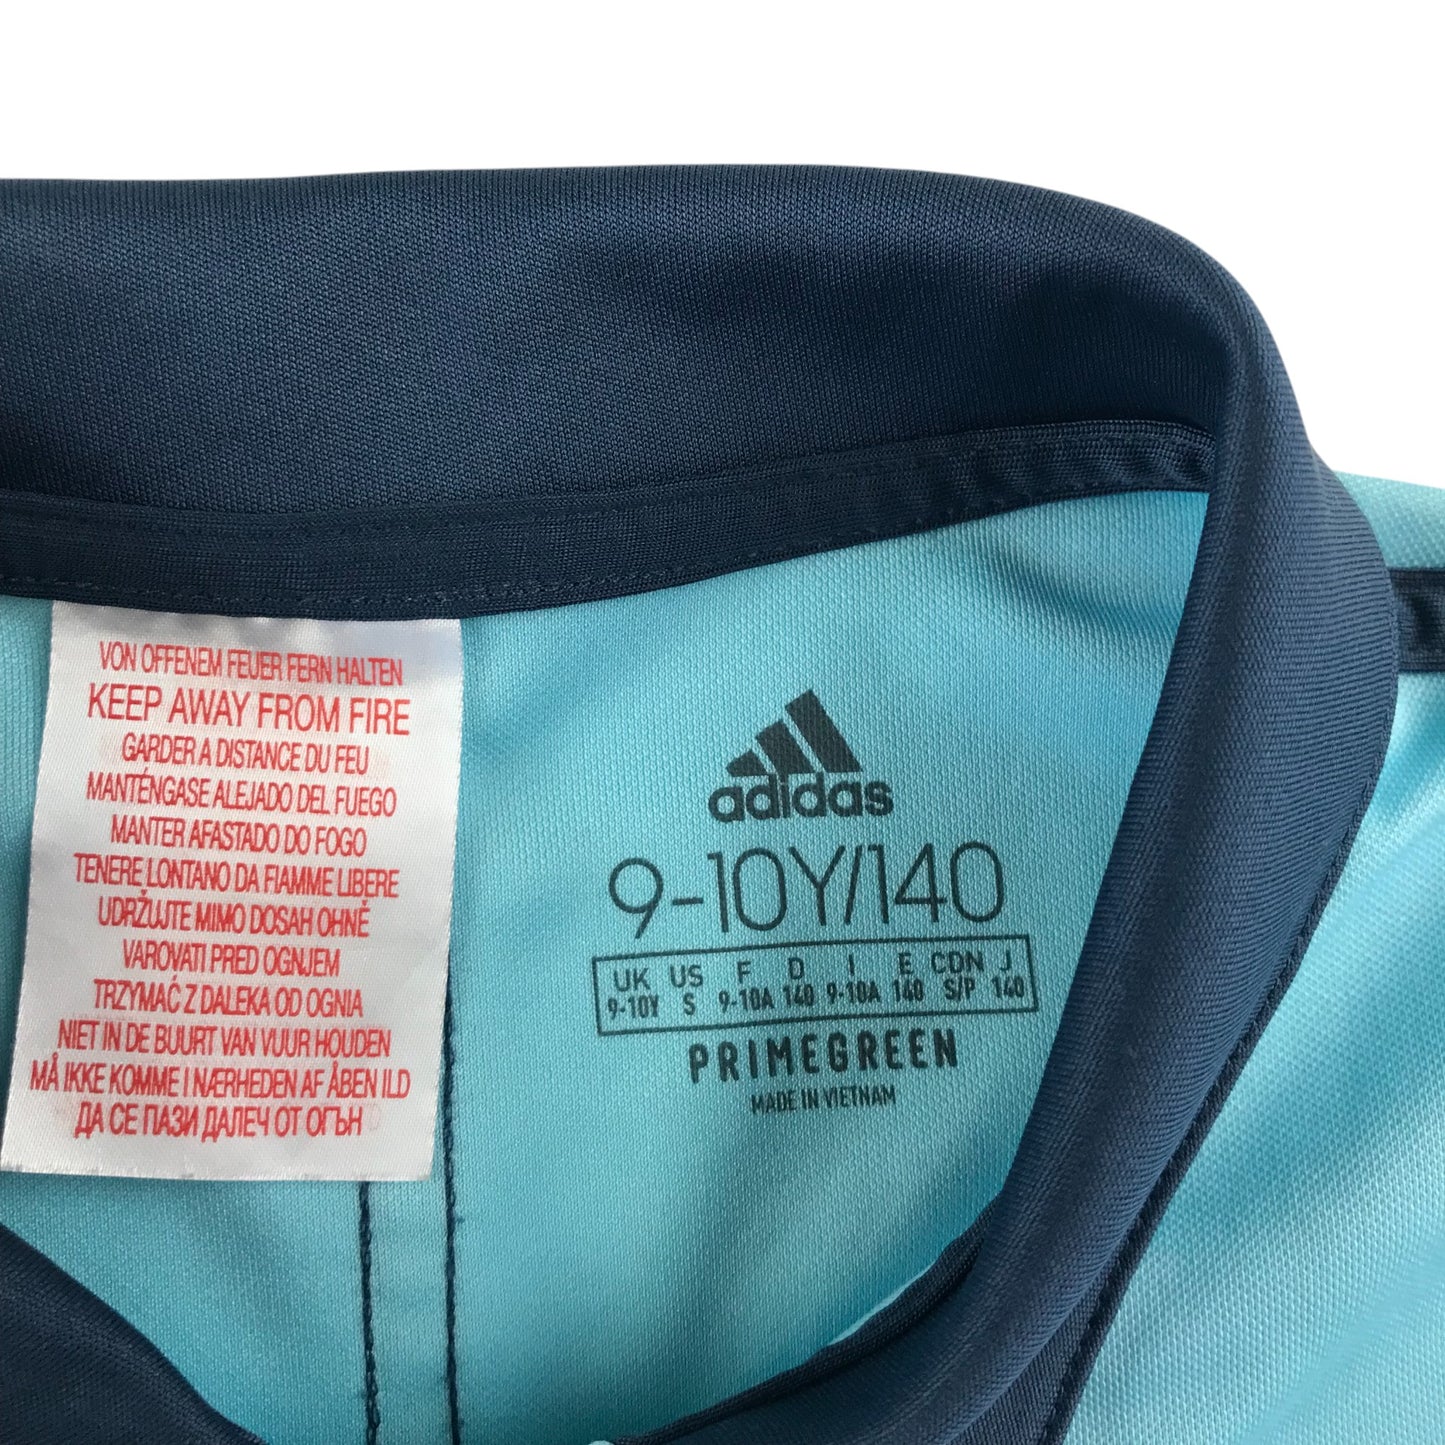 VON OFFENEM FEUER FERN HALTEN
KEEP AWAY FROM FIRE
GARDER A DISTANCE DU FEU
MANTÉNGASE ALEJADO DEL FUEGO
MANTER AFASTADO DO FOGO
TENERE LONTANO DA FIAMME LIBERE
UDRŽUJTE MIMO DOSAH OHNĚ
VAROVATI PRED OGNJEM
TRZYMAĆ Z DALEKA OD OGNIA
NIET IN DE BUURT VAN VUUR HOUDEN
MÅ IKKE KOMME I NÆRHEDEN AF ÅBEN ILD
ДА СЕ ПАЗИ ДАЛЕЧ ОТ ОГЪН
adidas
9-10Y/140
UK US F D I E CDN J
9-10Y S 9-10A 140 9-10A 140 S/P 140
PRIMEGREEN
MADE IN VIETNAM